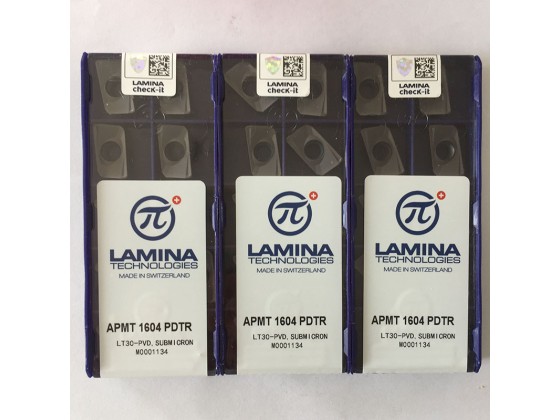 LAMINA
checK-it
LAMINA
checK-it
LAMINA
checK-it
π
LAMINA
TECHNOLOGIES
MADE IN SWITZERLAND
APMT 1604 PDTR
LT30-PVD, SUBMICRON
M0001134
π
LAMINA
TECHNOLOGIES
MADE IN SWITZERLAND
APMT 1604 PDTR
LT30-PVD, SUBMICRON
M0001134
π
LAMINA
TECHNOLOGIES
MADE IN SWITZERLAND
APMT 1604 PDTR
LT30-PVD, SUBMICRON
M0001134